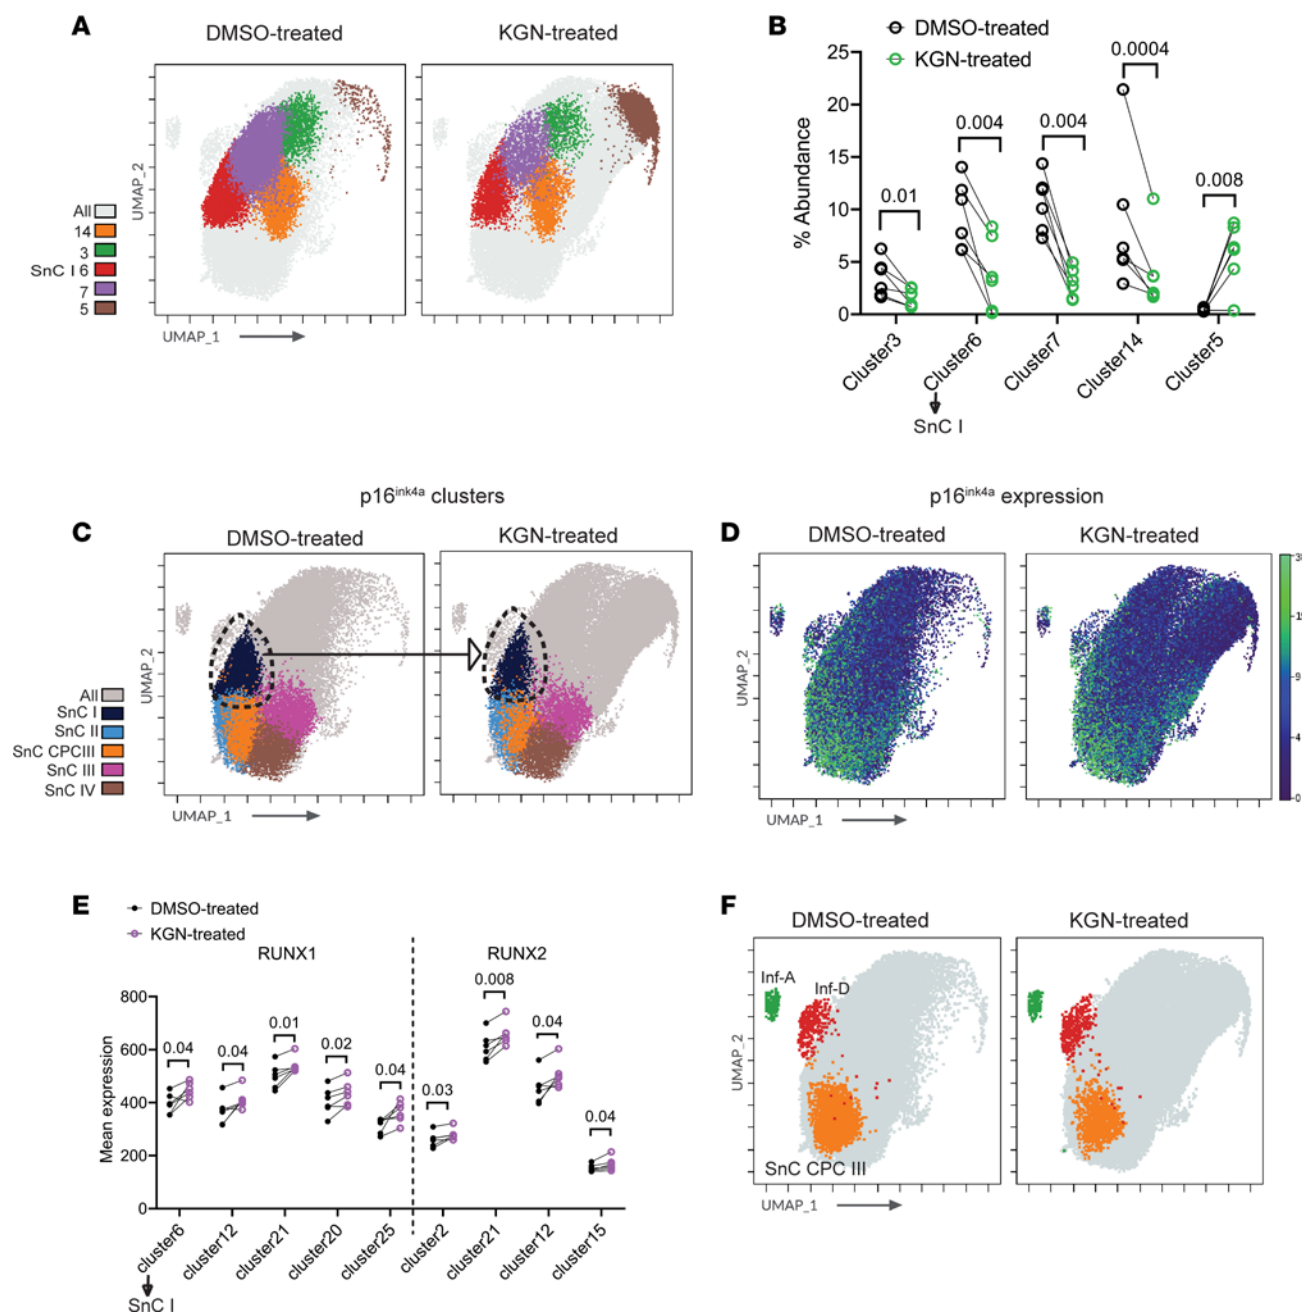 A
DMSO-treated
KGN-treated
UMAP_2
All
14
3
SnC I 6
7
5
UMAP_1
B
DMSO-treated
KGN-treated
% Abundance
25
20
15
10
5
0
0.01
0.004
0.004
0.0004
0.008
Cluster3
Cluster6
Cluster7
Cluster14
Cluster5
SnC I
p16ink4a clusters
C
DMSO-treated
KGN-treated
UMAP_2
All
SnC I
SnC II
SnC CPCIII
SnC III
SnC IV
UMAP_1
p16ink4a expression
D
DMSO-treated
KGN-treated
UMAP_2
UMAP_1
15
9
4
0
E
DMSO-treated
KGN-treated
RUNX1
RUNX2
Mean expression
800
600
400
200
0
0.04
0.04
0.01
0.02
0.04
0.03
0.008
0.04
0.04
cluster6
cluster12
cluster21
cluster20
cluster25
cluster2
cluster21
cluster12
cluster15
SnC I
F
DMSO-treated
KGN-treated
Inf-A
Inf-D
UMAP_2
SnC CPC III
UMAP_1